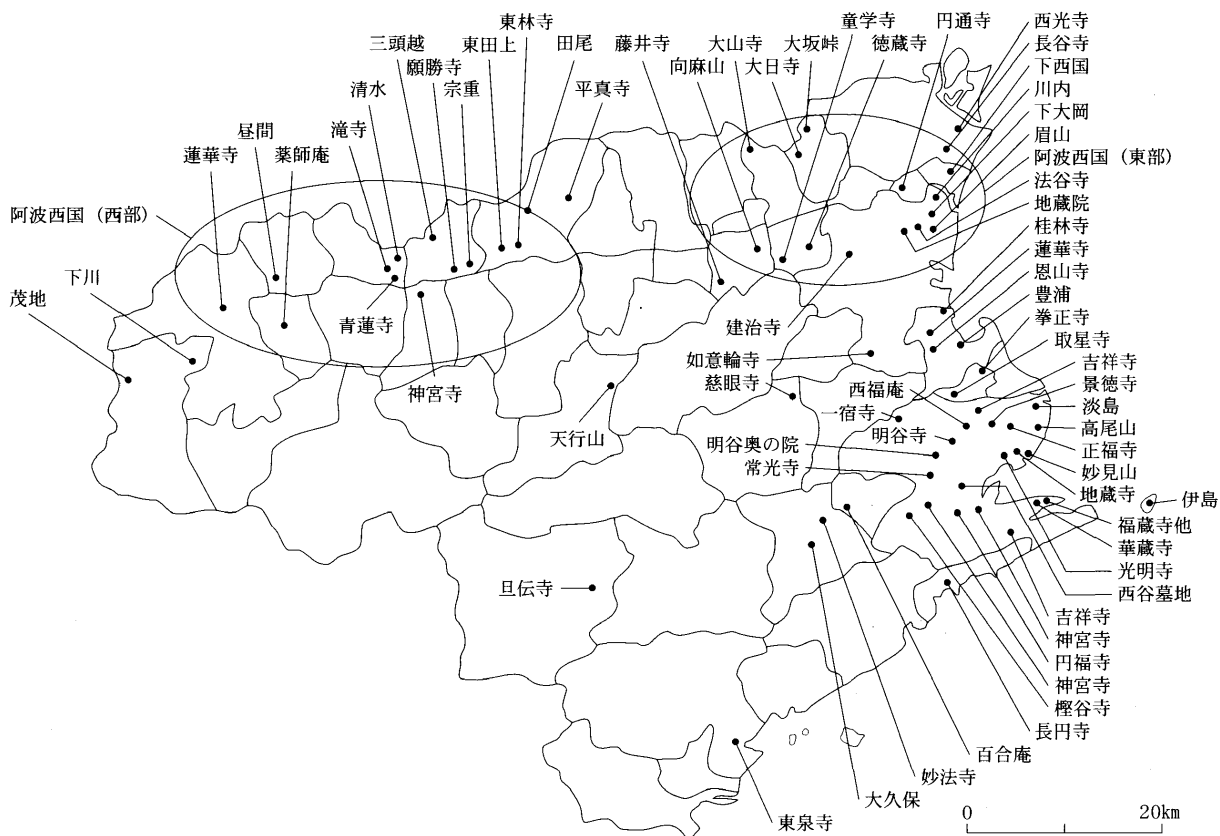 東林寺
三頭越
東田上
田尾
藤井寺
大山寺
大坂峠
童学寺
円通寺
西光寺
願勝寺
向麻山
大日寺
徳蔵寺
長谷寺
清水
宗重
平真寺
下西国
川内
昼間
滝寺
下大岡
蓮華寺
薬師庵
眉山
阿波西国（東部）
法谷寺
地蔵院
阿波西国（西部）
桂林寺
蓮華寺
恩山寺
下川
豊浦
茂地
青蓮寺
建治寺
拳正寺
取星寺
如意輪寺
吉祥寺
神宮寺
慈眼寺
西福庵
景徳寺
一宿寺
淡島
天行山
明谷寺
高尾山
明谷奥の院
正福寺
常光寺
妙見山
地蔵寺
伊島
福蔵寺他
華蔵寺
光明寺
旦伝寺
西谷墓地
吉祥寺
神宮寺
円福寺
神宮寺
樫谷寺
長円寺
百合庵
妙法寺
大久保
東泉寺
0 20km